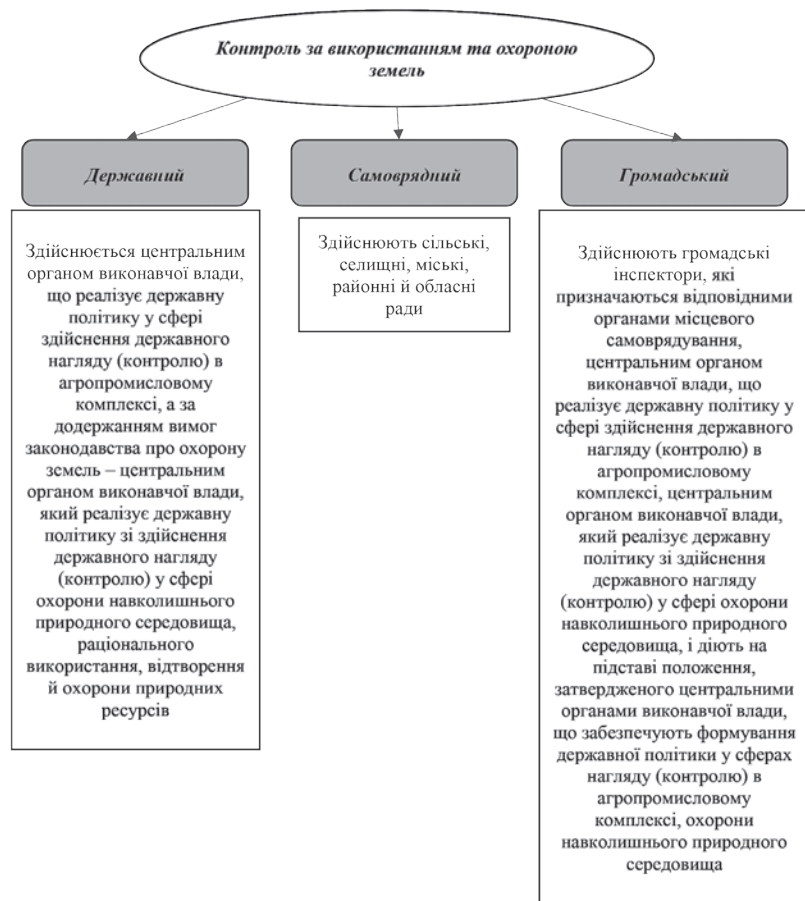 Контроль за використанням та охороною
земель
Державний
Самоврядний
Громадський
Здійснюється центральним
органом виконавчої влади,
що реалізує державну
політику у сфері
здійснення державного
нагляду (контролю) в
агропромисловому
комплексі, а за
додержанням вимог
законодавства про охорону
земель – центральним
органом виконавчої влади,
який реалізує державну
політику зі здійснення
державного нагляду
(контролю) у сфері
охорони навколишнього
природного середовища,
раціонального
використання, відтворення
й охорони природних
ресурсів
Здійснюють сільські,
селищні, міські,
районні й обласні
ради
Здійснюють громадські
інспектори, які
призначаються відповідними
органами місцевого
самоврядування,
центральним органом
виконавчої влади, що
реалізує державну політику у
сфері здійснення державного
нагляду (контролю) в
агропромисловому
комплексі, центральним
органом виконавчої влади,
який реалізує державну
політику зі здійснення
державного нагляду
(контролю) у сфері охорони
навколишнього природного
середовища, і діють на
підставі положення,
затвердженого центральними
органами виконавчої влади,
що забезпечують формування
державної політики у сферах
нагляду (контролю) в
агропромисловому
комплексі, охорони
навколишнього природного
середовища